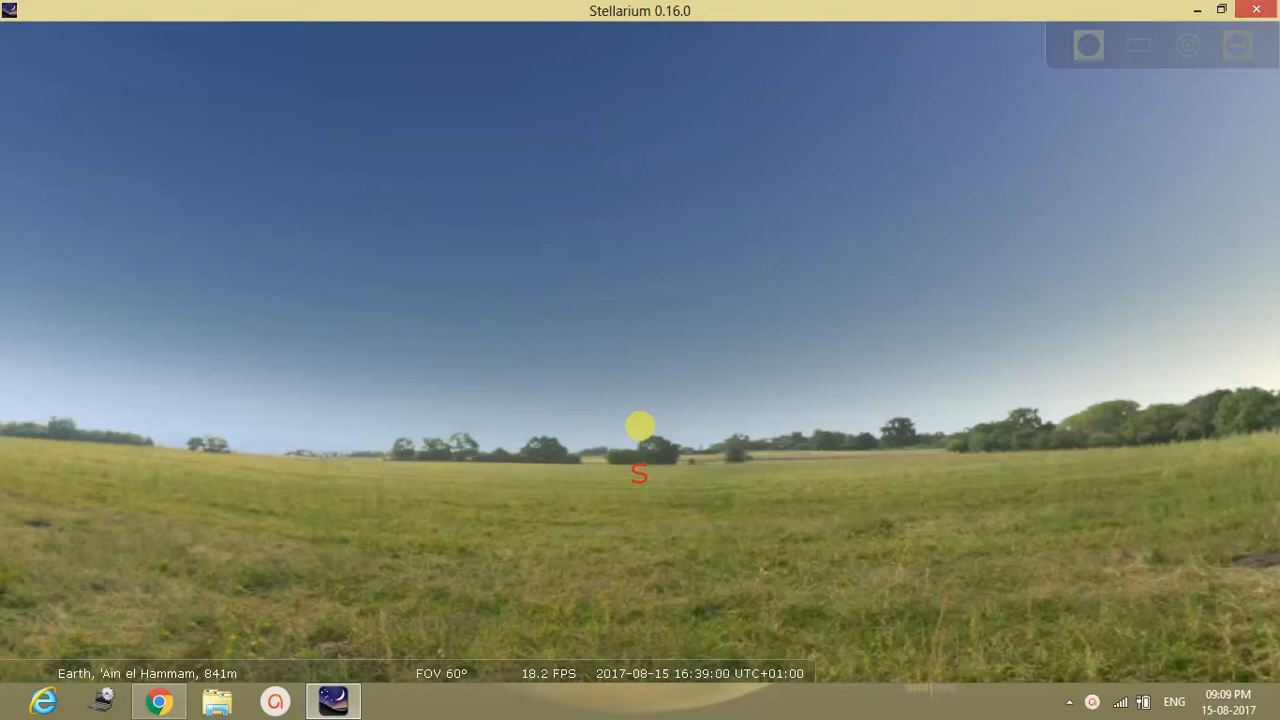 Stellarium 0.16.0
S
Earth, 'Ain el Hammam, 841m
FOV 60°
18.2 FPS
2017-08-15 16:39:00 UTC+01:00
ENG
09:09 PM
15-08-2017